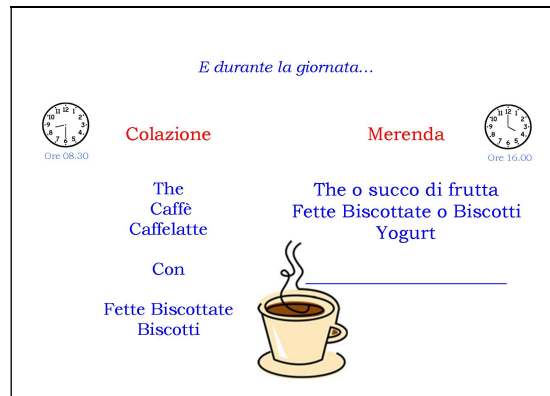 E durante la giornata...
Ore 08.30
Colazione
The
Caffè
Caffelatte
Con
Fette Biscottate
Biscotti
Merenda
Ore 16.00
The o succo di frutta
Fette Biscottate o Biscotti
Yogurt